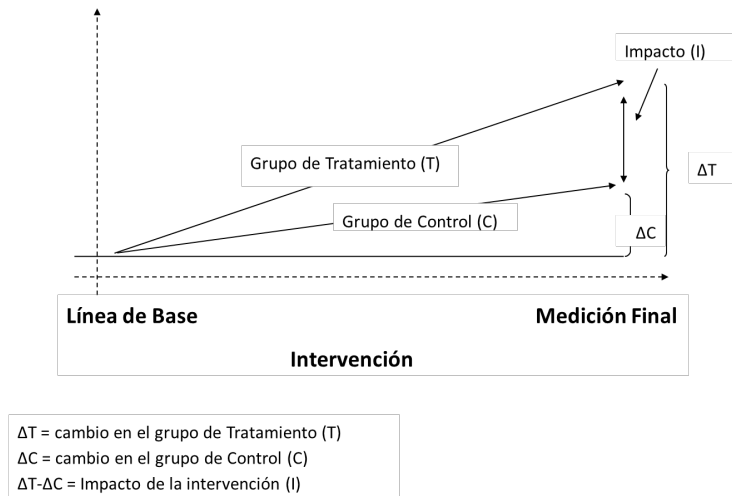 Impacto (I)
Grupo de Tratamiento (T)
ΔT
Grupo de Control (C)
ΔC
Línea de Base
Medición Final
Intervención
ΔT = cambio en el grupo de Tratamiento (T)
ΔC = cambio en el grupo de Control (C)
ΔT-ΔC = Impacto de la intervención (I)